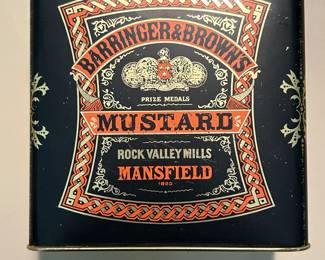 BARRINGER & BROWN'S
PRIZE MEDALS
MUSTARD
ROCK VALLEY MILLS
MANSFIELD